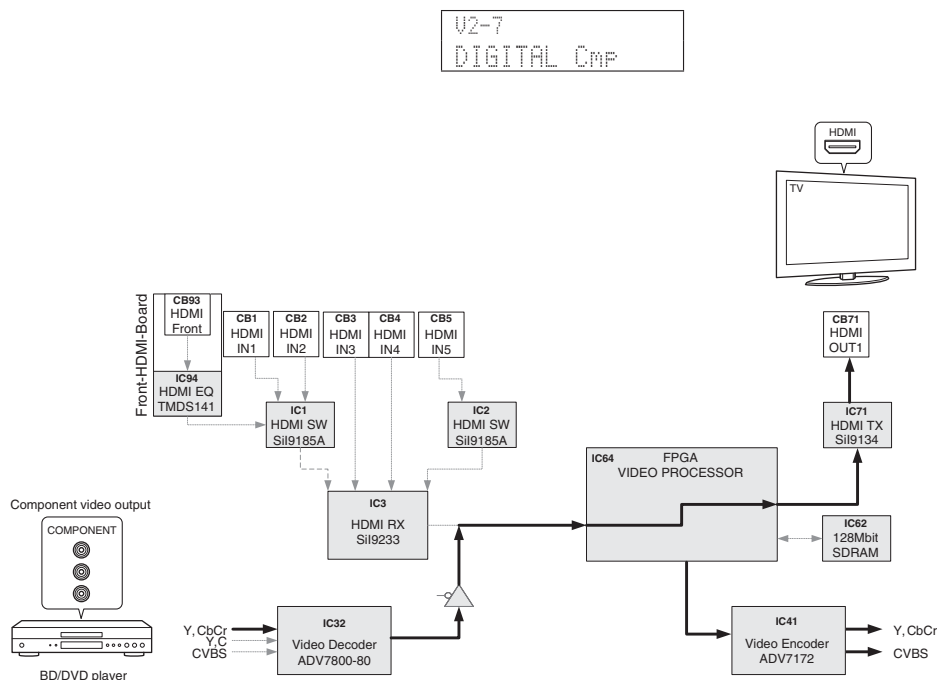 V2-7
DIGITAL Cmp
HDMI
TV
Front-HDMI-Board
CB93
HDMI
Front
IC94
HDMI EQ
TMDS141
CB1
HDMI
IN1
CB2
HDMI
IN2
CB3
HDMI
IN3
CB4
HDMI
IN4
CB5
HDMI
IN5
CB71
HDMI
OUT1
IC1
HDMI SW
SiI9185A
IC2
HDMI SW
SiI9185A
IC71
HDMI TX
SiI9134
IC64
FPGA
VIDEO PROCESSOR
IC3
HDMI RX
SiI9233
IC62
128Mbit
SDRAM
Component video output
COMPONENT
BD/DVD player
Y, CbCr
Y,C
CVBS
IC32
Video Decoder
ADV7800-80
IC41
Video Encoder
ADV7172
Y, CbCr
CVBS